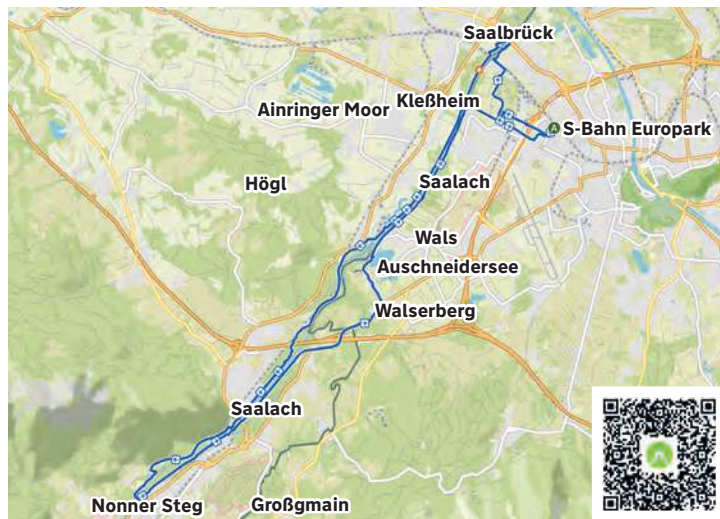 Saalbrück
Kleßheim
Ainringer Moor
A
S-Bahn Europark
Högl
Saalach
Wals
Auschneidersee
Walserberg
Saalach
Nonner Steg
Großgmain